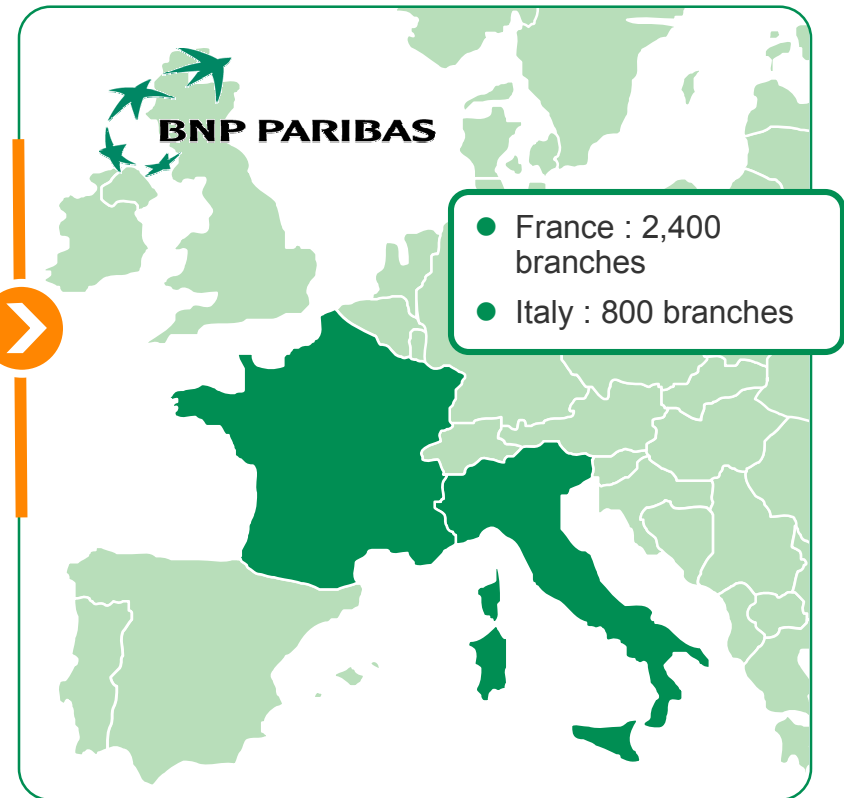 BNP PARIBAS
● France : 2,400
branches
● Italy : 800 branches